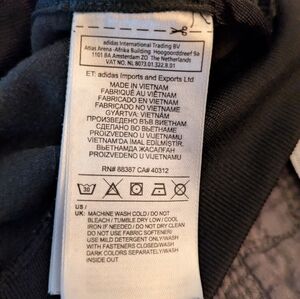 adidas International Trading BV
Atlas Arena -Afrika Building Hoogoorddreef 9a
1101 BA Amsterdam ZO The Netherlands
VAT NO. NL 8073.01.322.B.01
ET: adidas Imports and Exports Ltd
MADE IN VIETNAM
FABRIQUÉ AU VIÊTNAM
FABRICADO EN VIETNAM
FABRICADO NO VIETNAME
GYÁRTVA: VIETNÁM
ПРОИЗВЕДЕНО ВЪВ ВИЕТНАМ
СДЕЛАНО ВО ВЬЕТНАМЕ
PROIZVEDENO U VIJETNAMU
VIETNAM'DA İMAL EDİLMİŞTİR.
ВЬЕТНАМДА ЖАСАЛҒАН
PROIZVEDENO U VIJETNAMU
RN# 88387 CA# 40312
30
US /
UK: MACHINE WASH COLD / DO NOT
BLEACH / TUMBLE DRY LOW / COOL
IRON IF NEEDED / DO NOT DRY CLEAN
DO NOT USE FABRIC SOFTENER/
USE MILD DETERGENT ONLY/WASH
WITH FASTENERS CLOSED/WASH
DARK COLORS SEPARATELY/WASH
INSIDE OUT